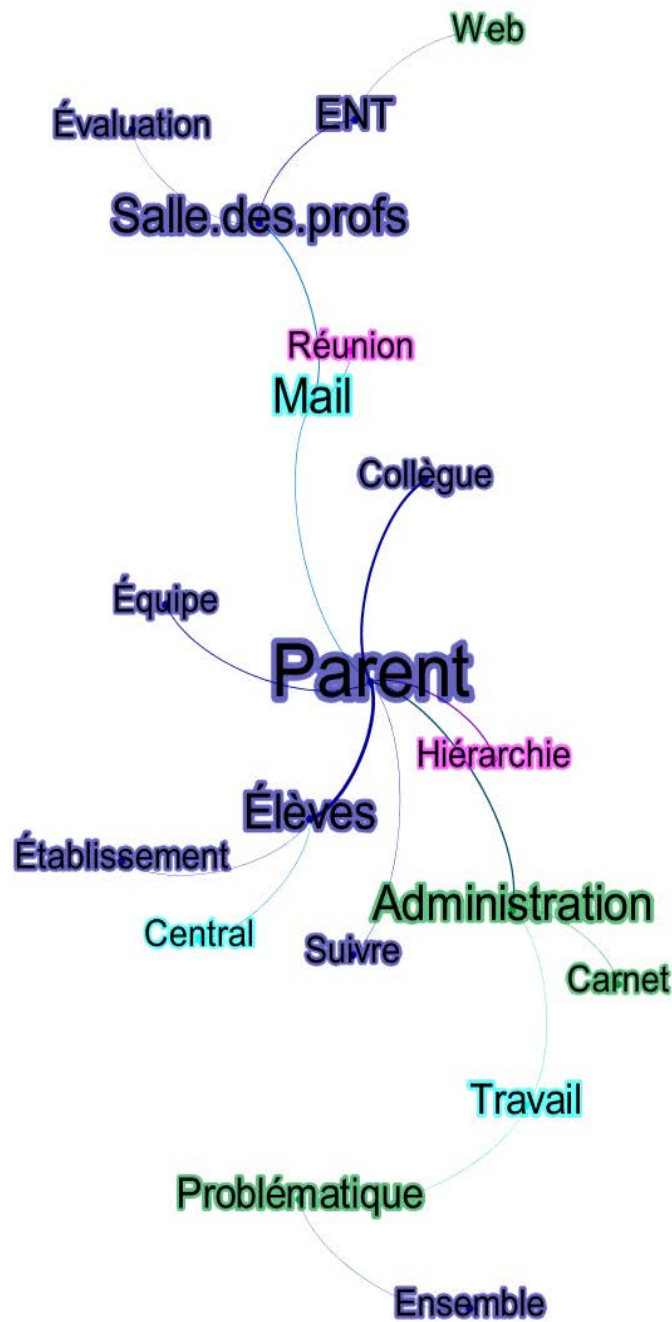 Web
ENT
Évaluation
Salle.des.profs
Réunion
Mail
Collègue
Équipe
Parent
Hiérarchie
Élèves
Établissement
Administration
Central
Suivre
Carnet
Travail
Problématique
Ensemble